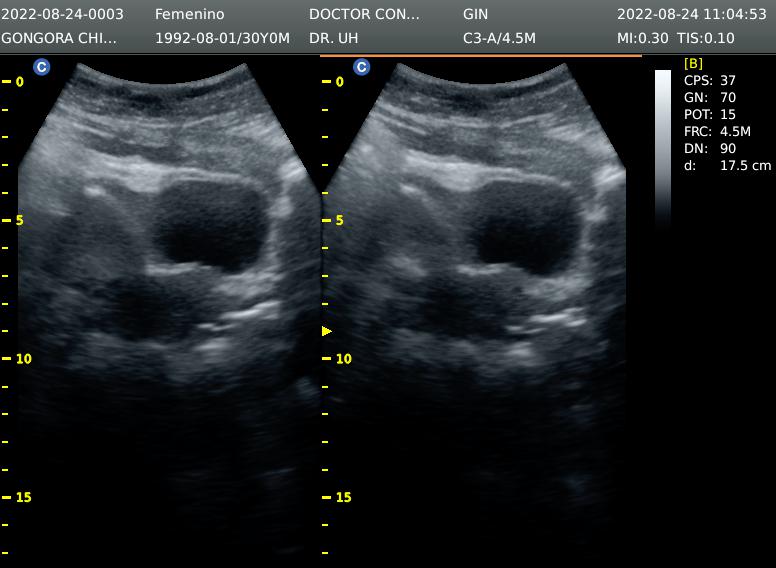 2022-08-24-0003 Femenino DOCTOR CON... GIN 2022-08-24 11:04:53
GONGORA CHI... 1992-08-01/30Y0M DR. UH C3-A/4.5M MI:0.30 TIS:0.10
C
C
[B]
CPS: 37
GN: 70
POT: 15
FRC: 4.5M
DN: 90
d: 17.5 cm
0
5
10
15
0
5
10
15